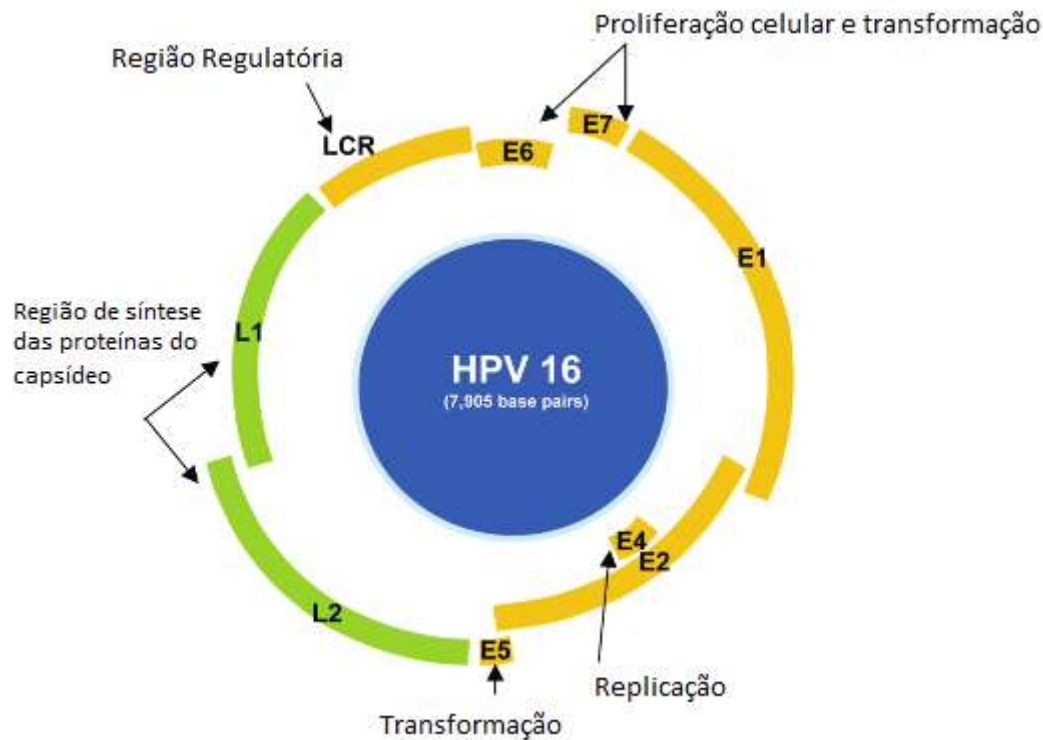 Proliferação celular e transformação
Região Regulatória
LCR
E6
E7
E1
L1
Região de síntese
das proteínas do
capsídeo
HPV 16
(7,905 base pairs)
E4
E2
L2
E5
Replicação
Transformação